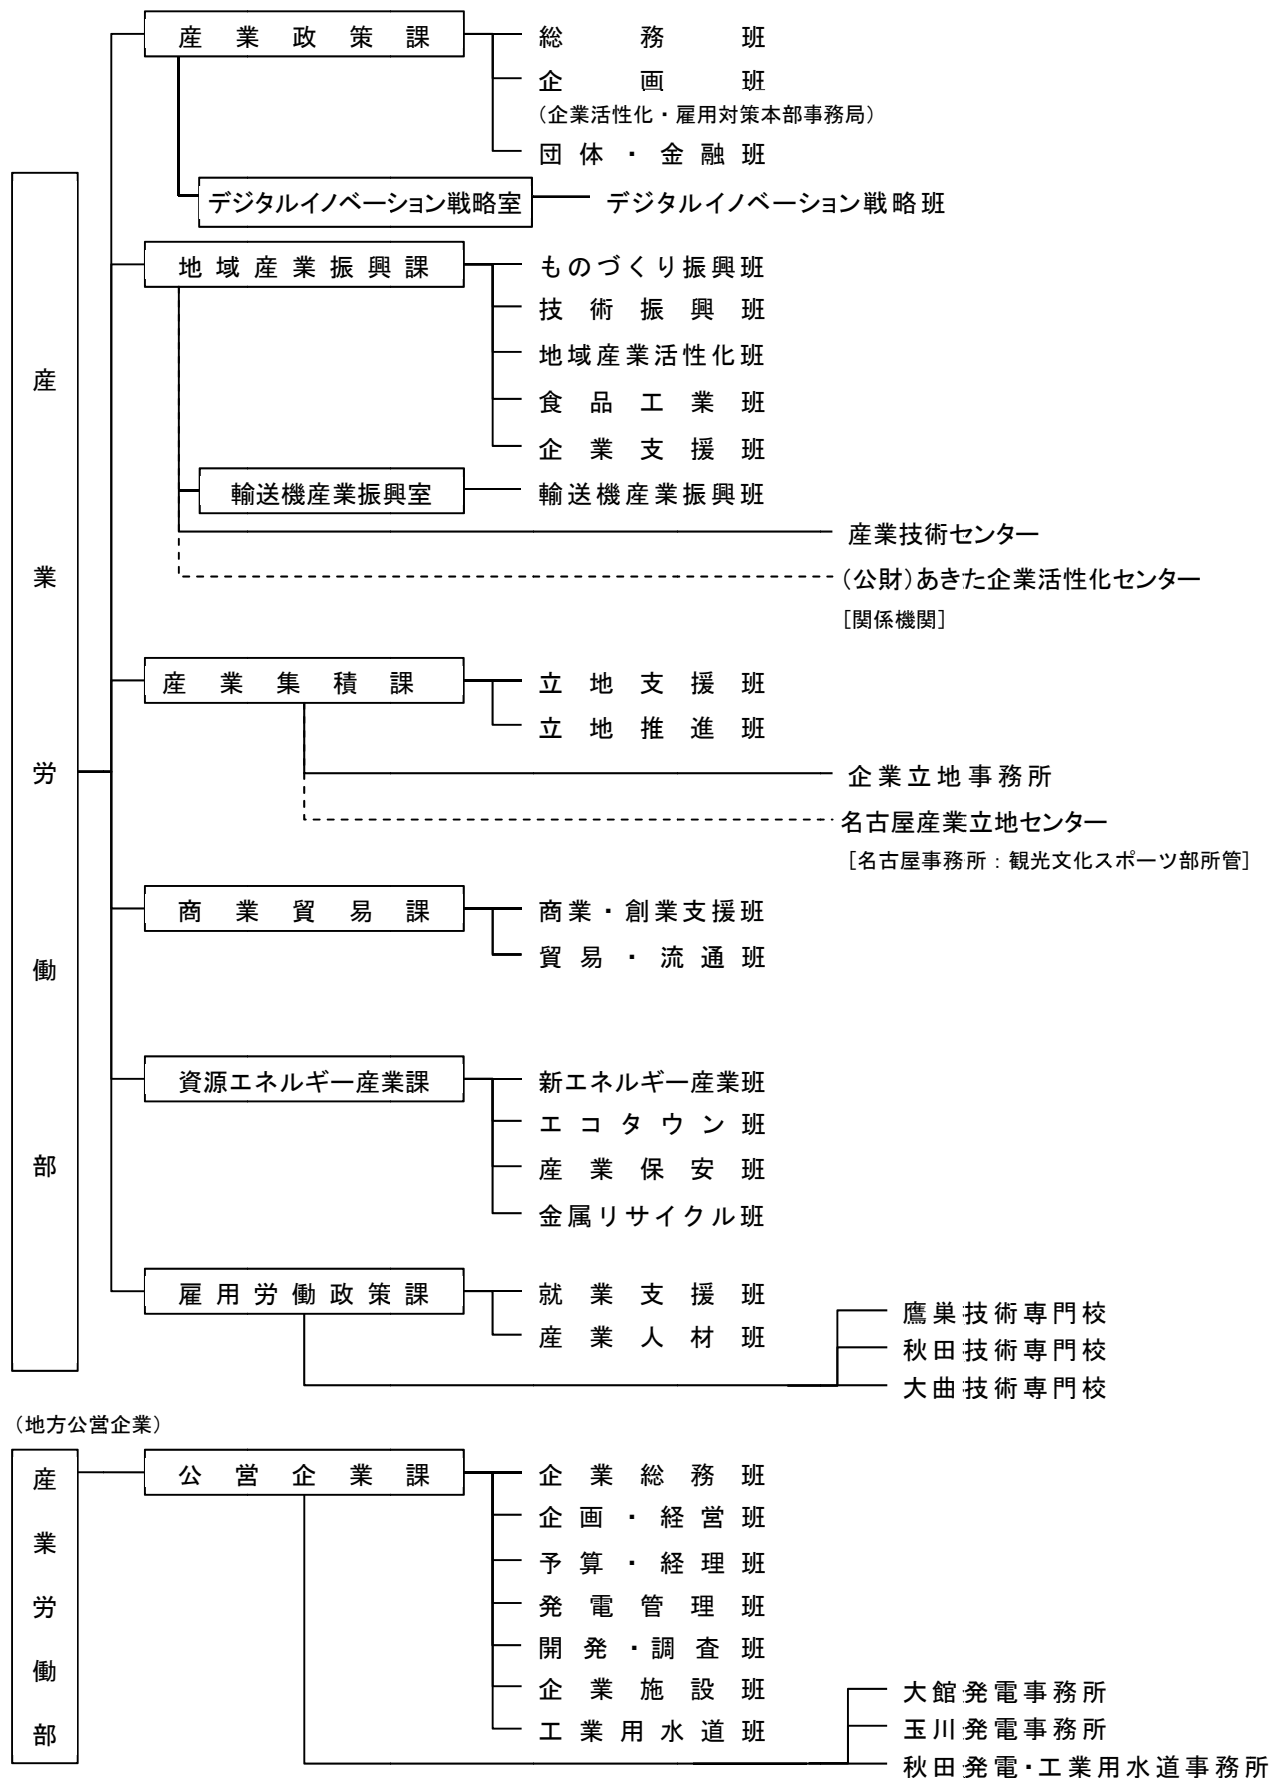 産業労働部
産業政策課
総務班
企画班
（企業活性化・雇用対策本部事務局）
団体・金融班
デジタルイノベーション戦略室
デジタルイノベーション戦略班
地域産業振興課
ものづくり振興班
技術振興班
地域産業活性化班
食品工業班
企業支援班
輸送機産業振興室
輸送機産業振興班
産業技術センター
（公財）あきた企業活性化センター
［関係機関］
産業集積課
立地支援班
立地推進班
企業立地事務所
名古屋産業立地センター
［名古屋事務所：観光文化スポーツ部所管］
商業貿易課
商業・創業支援班
貿易・流通班
資源エネルギー産業課
新エネルギー産業班
エコタウン班
産業保安班
金属リサイクル班
雇用労働政策課
就業支援班
産業人材班
鷹巣技術専門校
秋田技術専門校
大曲技術専門校
（地方公営企業）
産業労働部
公営企業課
企業総務班
企画・経営班
予算・経理班
発電管理班
開発・調査班
企業施設班
工業用水道班
大館発電事務所
玉川発電事務所
秋田発電・工業用水道事務所